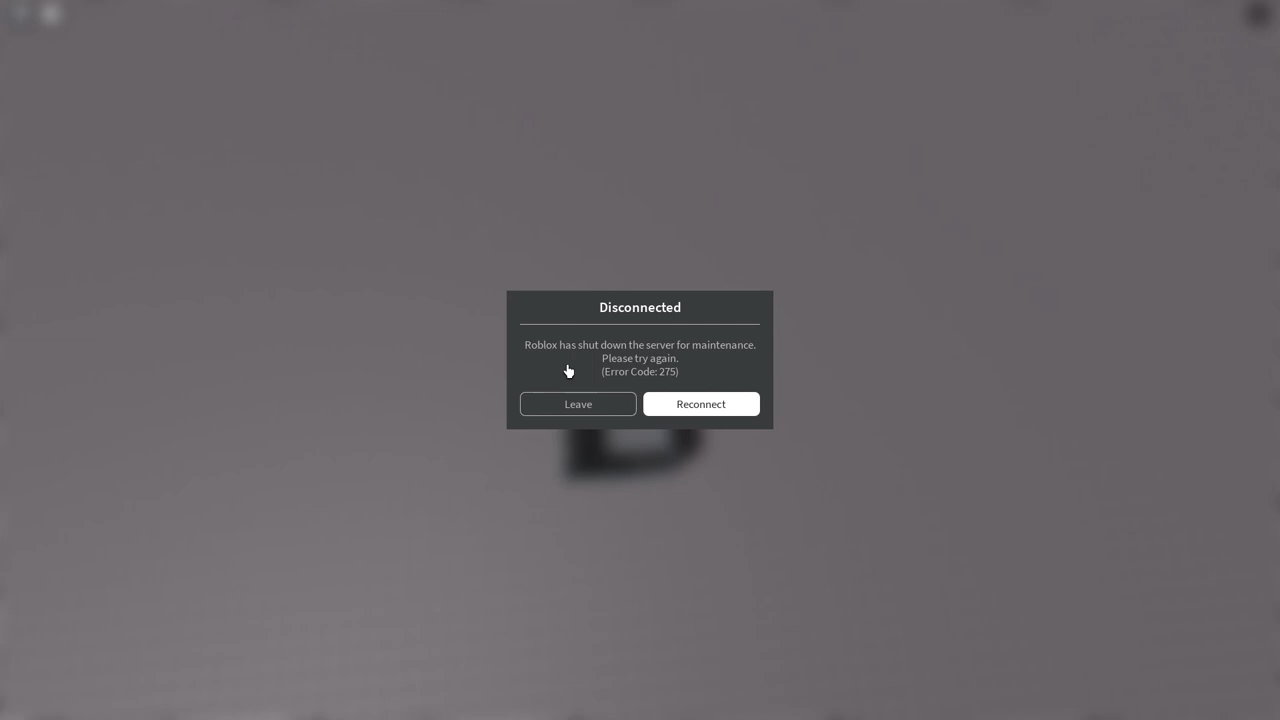 Disconnected
Roblox has shut down the server for maintenance.
Please try again.
(Error Code: 275)
Leave
Reconnect